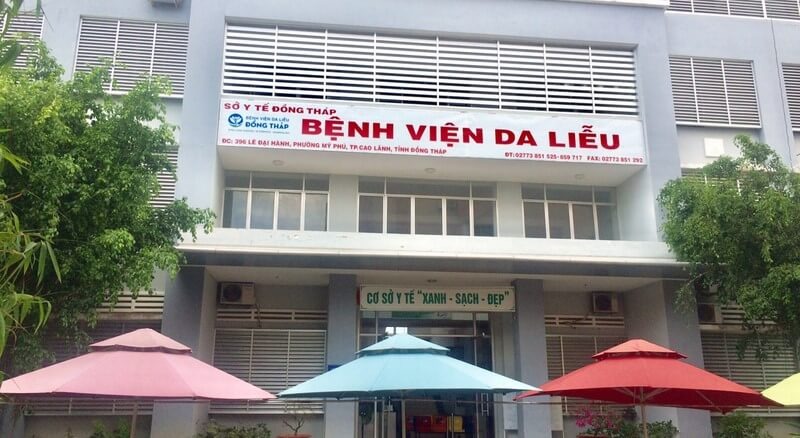 SỞ Y TẾ ĐỒNG THÁP
BỆNH VIỆN DA LIỄU
ĐỒNG THÁP
BỆNH VIỆN DA LIỄU
ĐC: 396 LÊ ĐẠI HÀNH, PHƯỜNG MỸ PHÚ, TP.CAO LÃNH, TỈNH ĐỒNG THÁP
ĐT: 02773 851 525- 859 717 FAX: 02773 851 292
CƠ SỞ Y TẾ "XANH - SẠCH - ĐẸP"